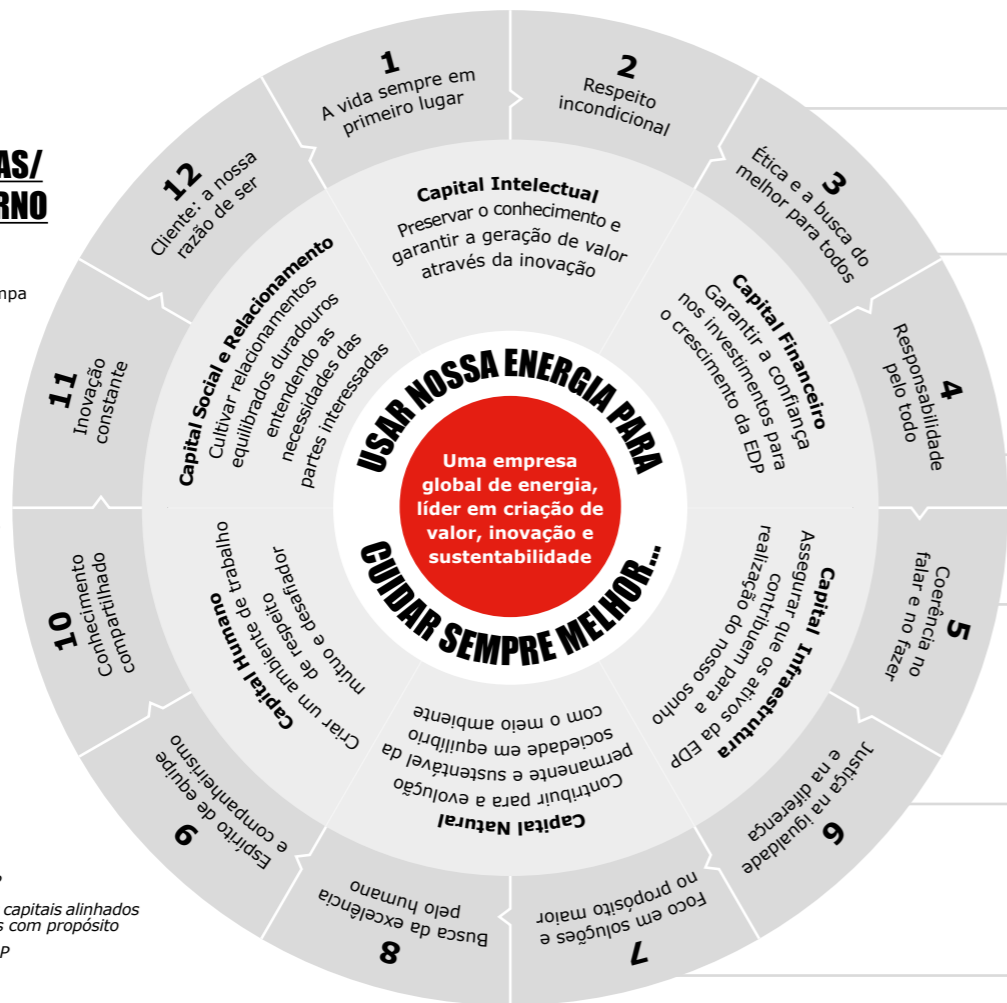 AS/
RNO
mpa
1
A vida sempre em
primeiro lugar
2
Respeito
incondicional
3
Ética e a busca do
melhor para todos
4
Responsabilidade
pelo todo
5
Coerência no
falar e no fazer
6
Justiça na igualdade
e na diferença
7
Foco em soluções e
no propósito maior
8
Busca da excelência
pelo humano
9
Espírito de equipe
e companheirismo
10
Conhecimento
compartilhado
11
Inovação
constante
12
Cliente: a nossa
razão de ser
Capital Intelectual
Preservar o conhecimento e
garantir a geração de valor
através da inovação
Capital Financeiro
Garantir a confiança
nos investimentos para
o crescimento da EDP
Capital Infraestrutura
Assegurar que os ativos da EDP
contribuem para a
realização do nosso sonho
Capital Natural
Contribuir para a evolução
permanente e sustentável da
sociedade em equilíbrio
com o meio ambiente
Capital Humano
Criar um ambiente de trabalho
de respeito
mútuo e desafiador
Capital Social e Relacionamento
Cultivar relacionamentos
equilibrados duradouros
entendendo as
necessidades das
partes interessadas
USAR NOSSA ENERGIA PARA
CUIDAR SEMPRE MELHOR...
Uma empresa
global de energia,
líder em criação de
valor, inovação e
sustentabilidade
capitais alinhados
s com propósito
P